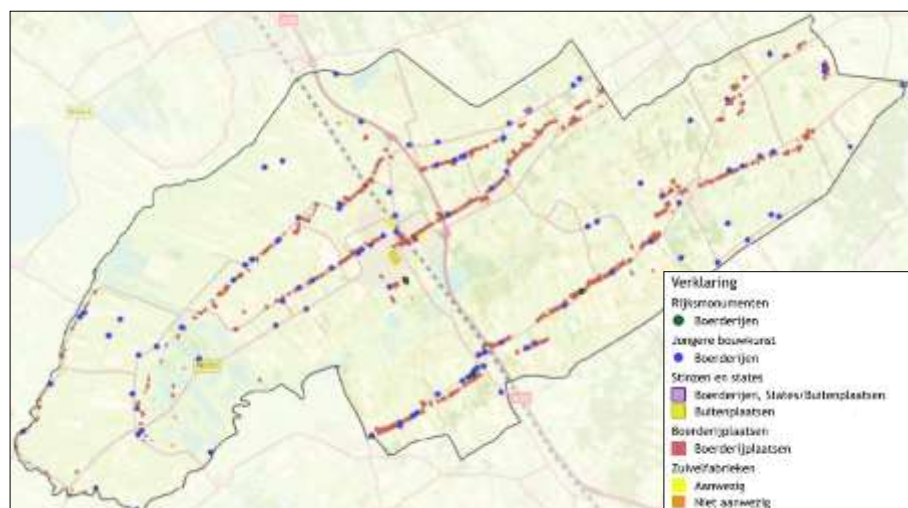 Verklaring
Rijksmonumenten
Boerderijen
Jongere bouwkunst
Boerderijen
Stinzen en states
Boerderijen, States/Buitenplaatsen
Buitenplaatsen
Boerderijplaatsen
Boerderijplaatsen
Zuivelfabrieken
Aanwezig
Niet aanwezig